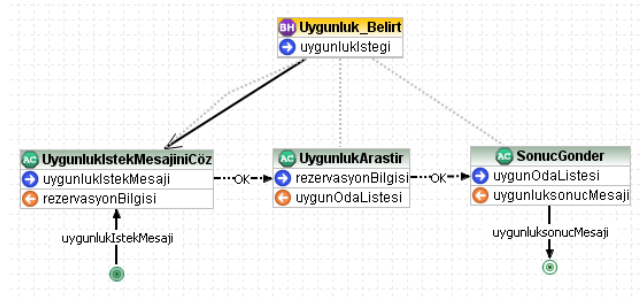 BH Uygunluk_Belirt
uygunlukIstegi
AC UygunlukIstekMesajiniCöz
uygunlukIstekMesaji
rezervasyonBilgisi
OK
AC UygunlukArastir
rezervasyonBilgisi
uygunOdaListesi
OK
AC SonucGonder
uygunOdaListesi
uygunluksonucMesaji
uygunlukIstekMesaji
uygunluksonucMesaji